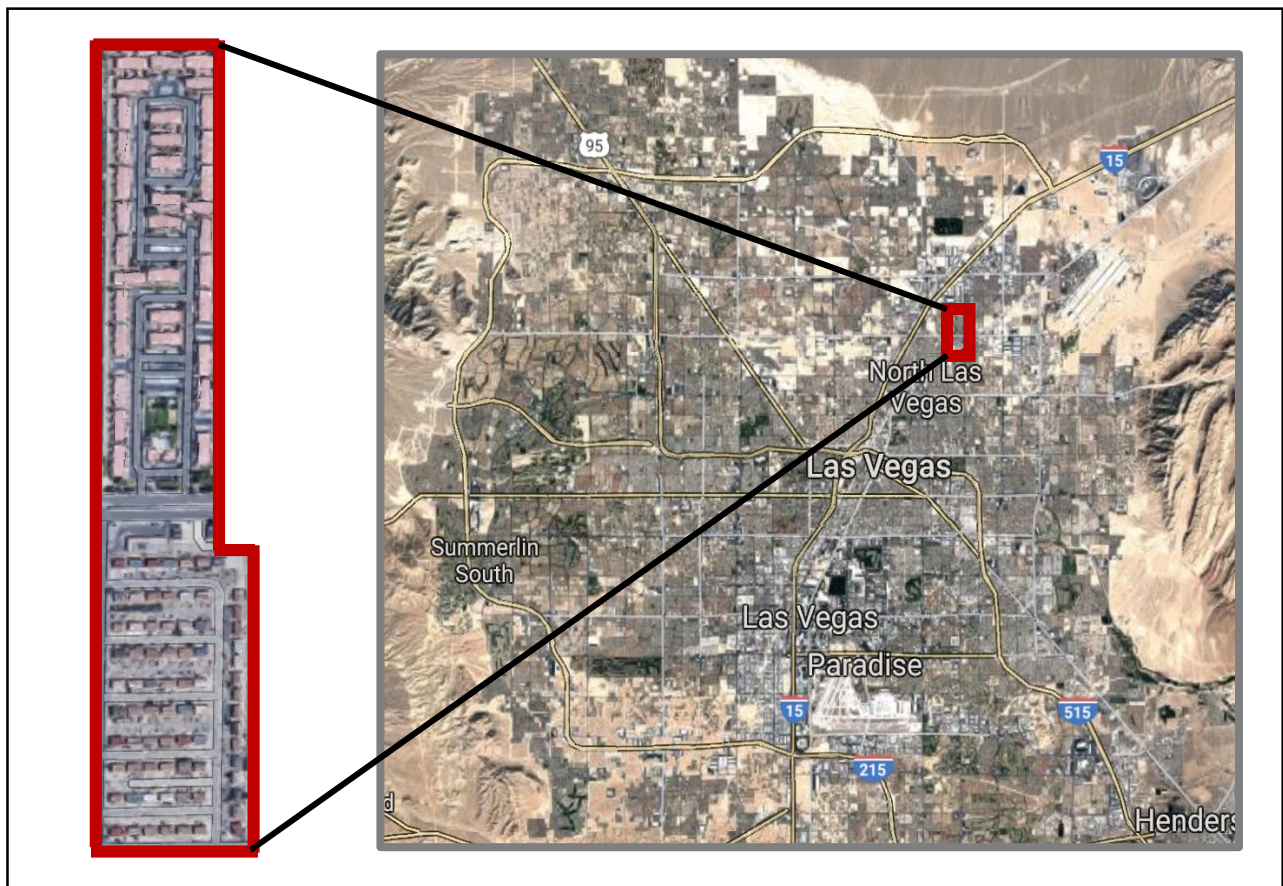 95
15
North Las
Vegas
Las Vegas
Summerlin
South
Las Vegas
Paradise
15
515
215
d
Henders